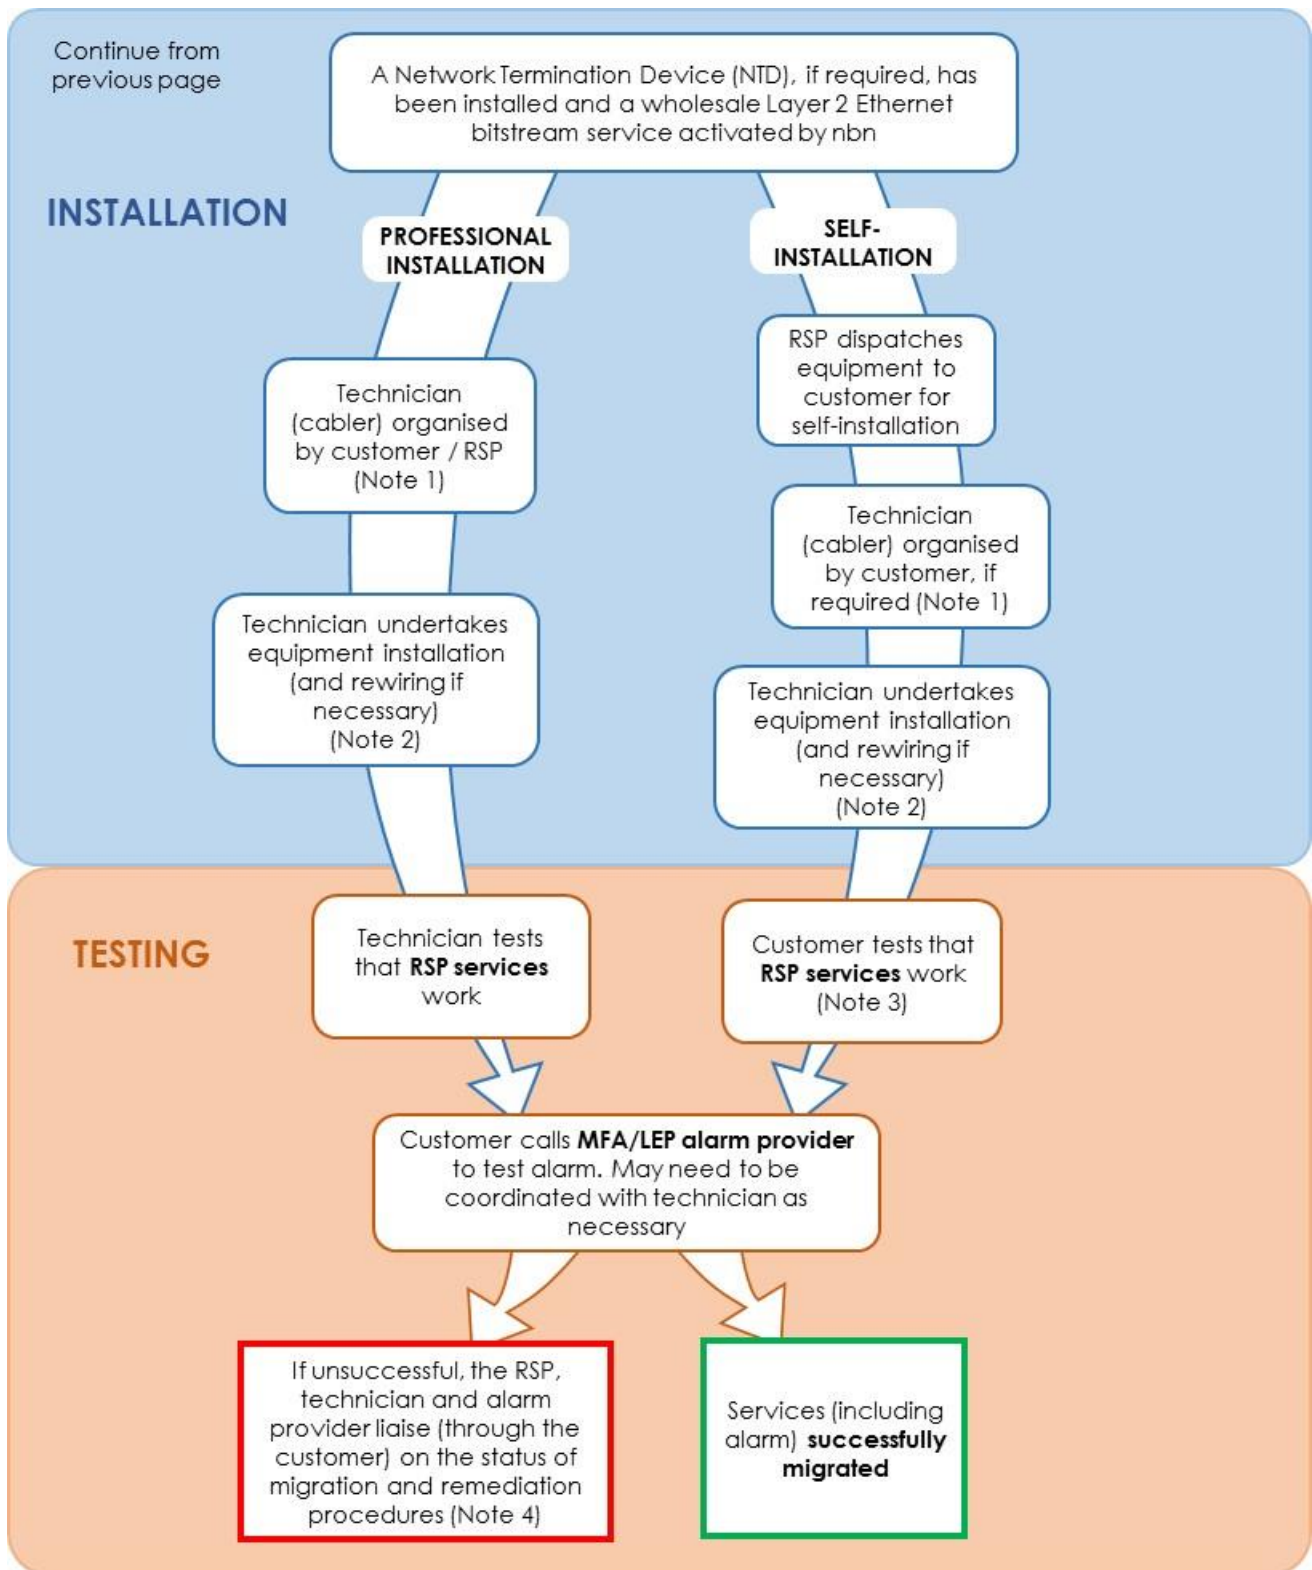 Continue from
previous page
A Network Termination Device (NTD), if required, has
been installed and a wholesale Layer 2 Ethernet
bitstream service activated by nbn
INSTALLATION
PROFESSIONAL
INSTALLATION
SELF-
INSTALLATION
RSP dispatches
equipment to
customer for
self-installation
Technician
(cabler) organised
by customer / RSP
(Note 1)
Technician
(cabler) organised
by customer, if
required (Note 1)
Technician undertakes
equipment installation
(and rewiring if
necessary)
(Note 2)
Technician undertakes
equipment installation
(and rewiring if
necessary)
(Note 2)
TESTING
Technician tests
that RSP services
work
Customer tests that
RSP services work
(Note 3)
Customer calls MFA/LEP alarm provider
to test alarm. May need to be
coordinated with technician as
necessary
If unsuccessful, the RSP,
technician and alarm
provider liaise (through the
customer) on the status of
migration and remediation
procedures (Note 4)
Services (including
alarm) successfully
migrated